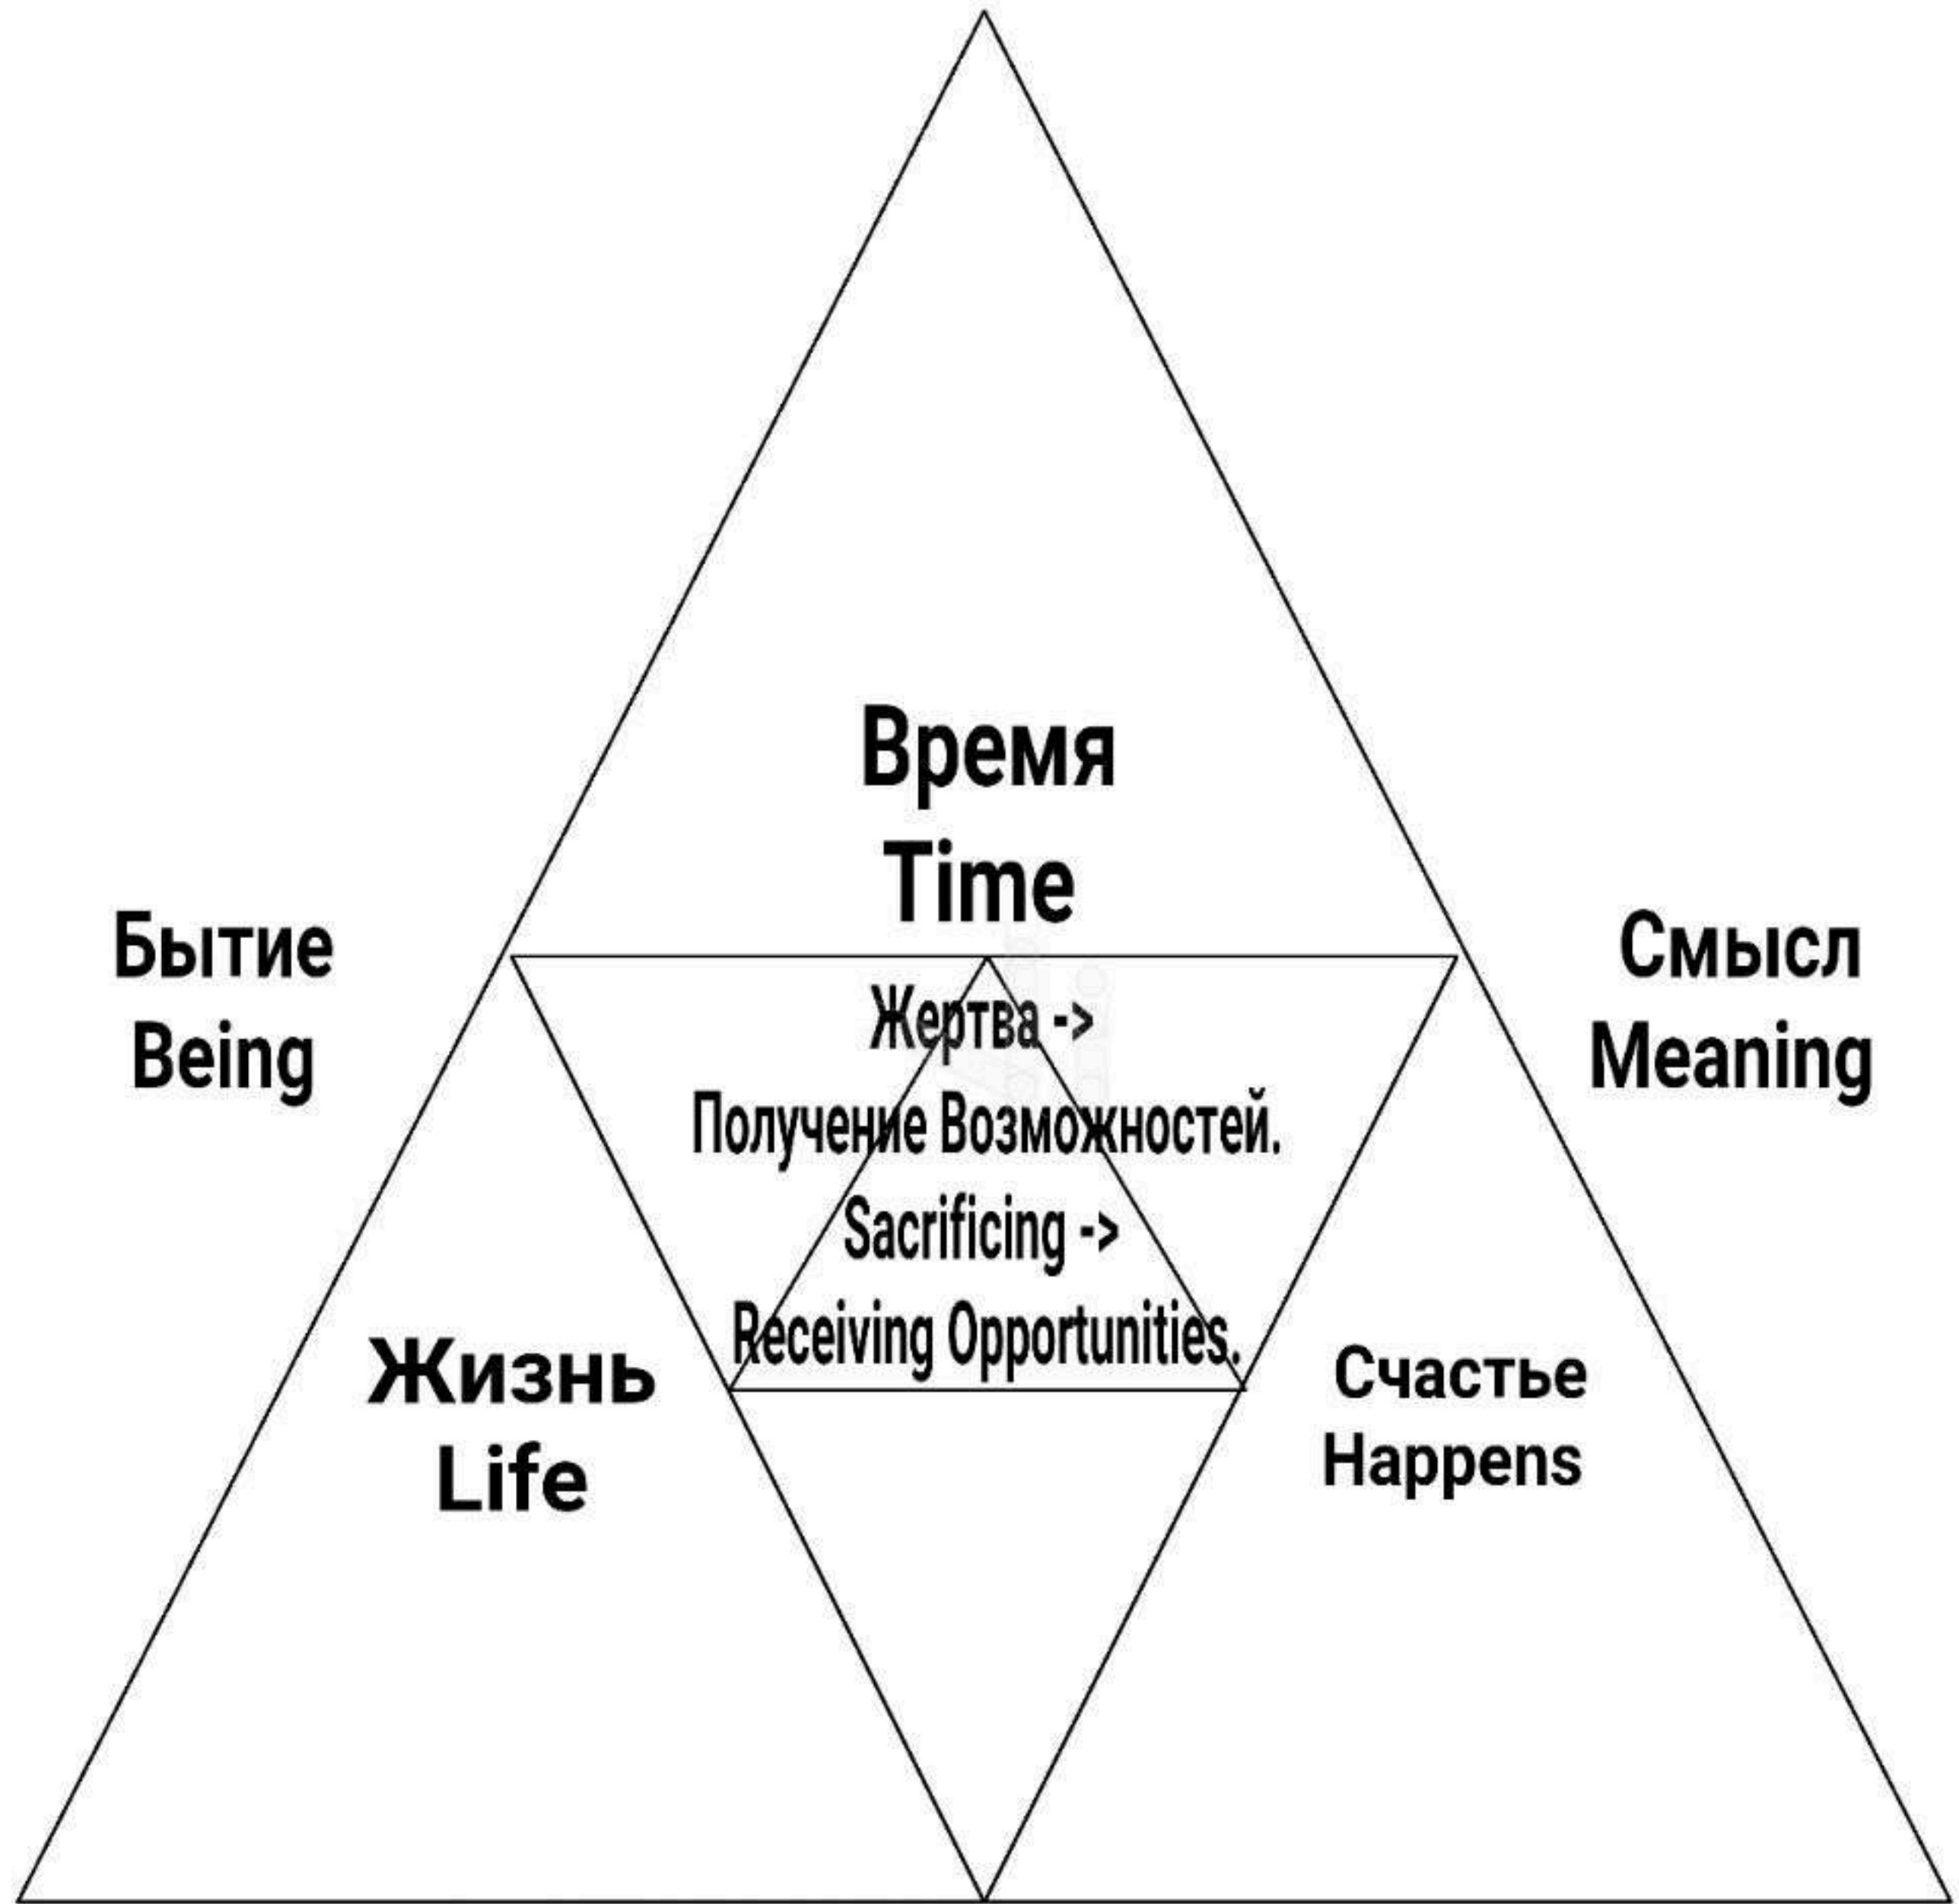 Время
Time
Бытие
Being
Смысл
Meaning
Жертва ->
Получение Возможностей.
Sacrificing ->
Receiving Opportunities.
Жизнь
Life
Счастье
Happens